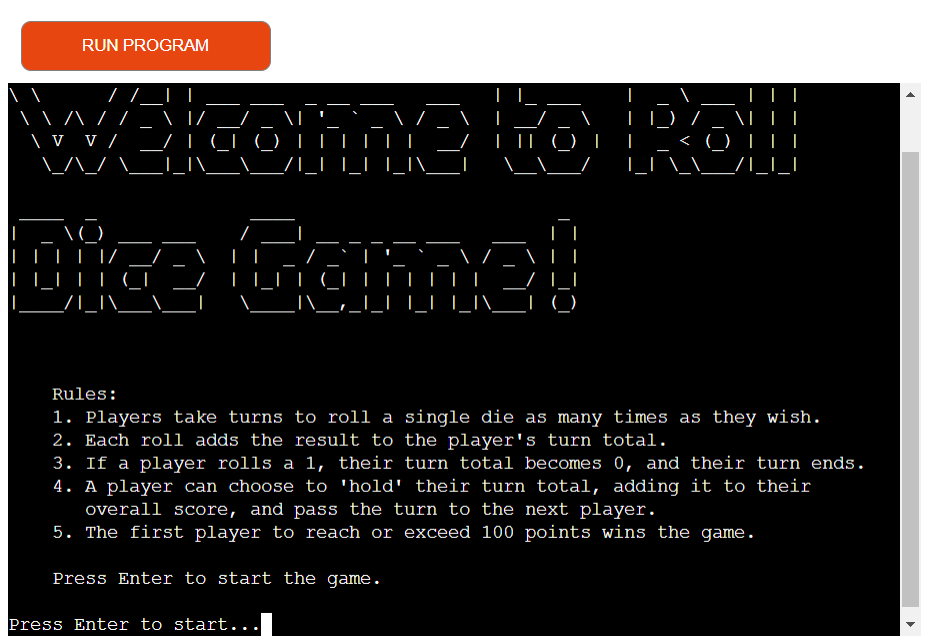 RUN PROGRAM
Welcome to Roll
Dice Game!
Rules:
1. Players take turns to roll a single die as many times as they wish.
2. Each roll adds the result to the player's turn total.
3. If a player rolls a 1, their turn total becomes 0, and their turn ends.
4. A player can choose to 'hold' their turn total, adding it to their
overall score, and pass the turn to the next player.
5. The first player to reach or exceed 100 points wins the game.
Press Enter to start the game.
Press Enter to start...